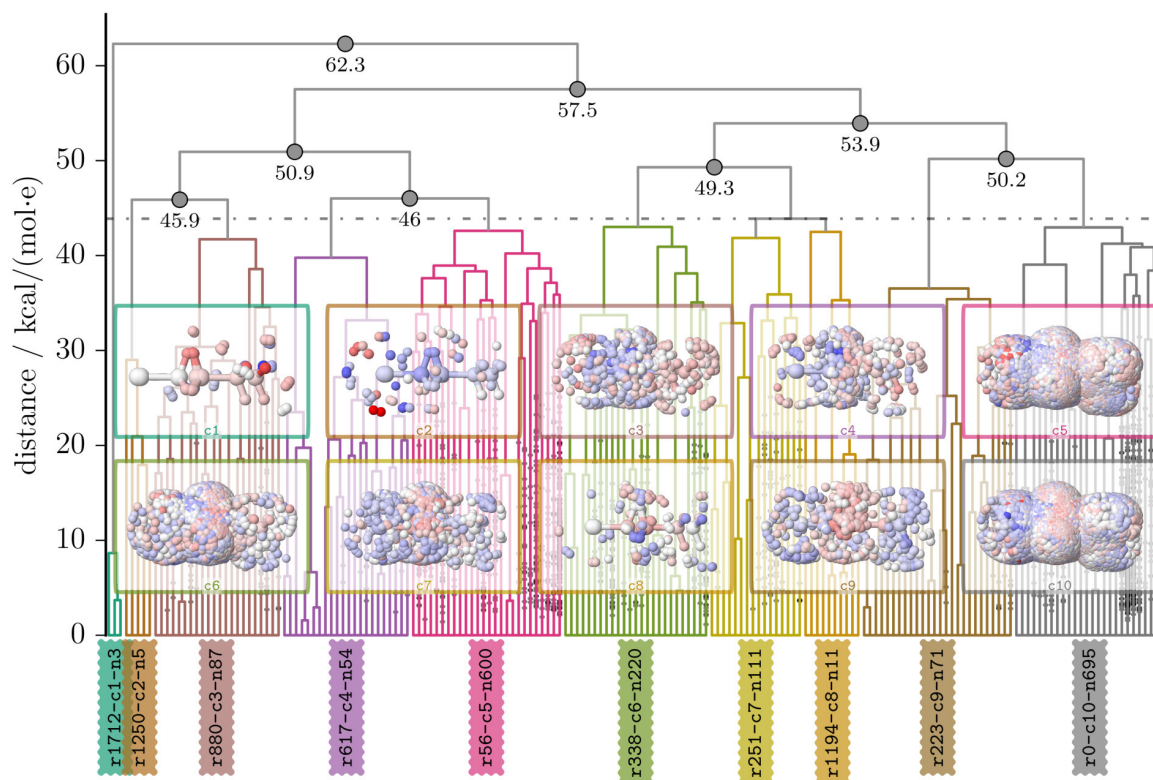 distance / kcal/(mol·e)
60
50
40
30
20
10
0
62.3
57.5
53.9
50.9
50.2
49.3
45.9
46
c1
c2
c3
c4
c5
c6
c7
c8
c9
c10
r1712-c1-n3
r1250-c2-n5
r880-c3-n87
r617-c4-n54
r56-c5-n600
r338-c6-n220
r251-c7-n111
r1194-c8-n11
r223-c9-n71
r0-c10-n695